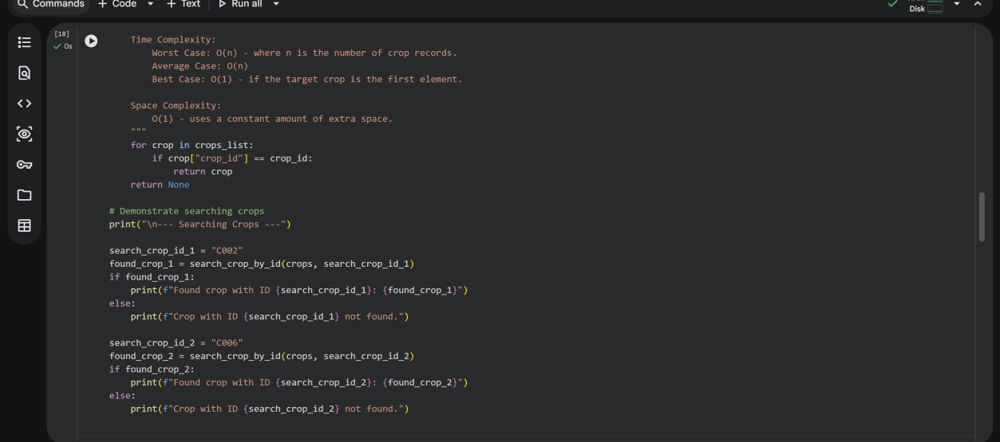 Commands + Code + Text Run all
Disk
[18]
0s
Time Complexity:
Worst Case: O(n) - where n is the number of crop records.
Average Case: O(n)
Best Case: O(1) - if the target crop is the first element.
Space Complexity:
O(1) - uses a constant amount of extra space.
"""
for crop in crops_list:
if crop["crop_id"] == crop_id:
return crop
return None
# Demonstrate searching crops
print("\n--- Searching Crops ---")
search_crop_id_1 = "C002"
found_crop_1 = search_crop_by_id(crops, search_crop_id_1)
if found_crop_1:
print(f"Found crop with ID {search_crop_id_1}: {found_crop_1}")
else:
print(f"Crop with ID {search_crop_id_1} not found.")
search_crop_id_2 = "C006"
found_crop_2 = search_crop_by_id(crops, search_crop_id_2)
if found_crop_2:
print(f"Found crop with ID {search_crop_id_2}: {found_crop_2}")
else:
print(f"Crop with ID {search_crop_id_2} not found.")